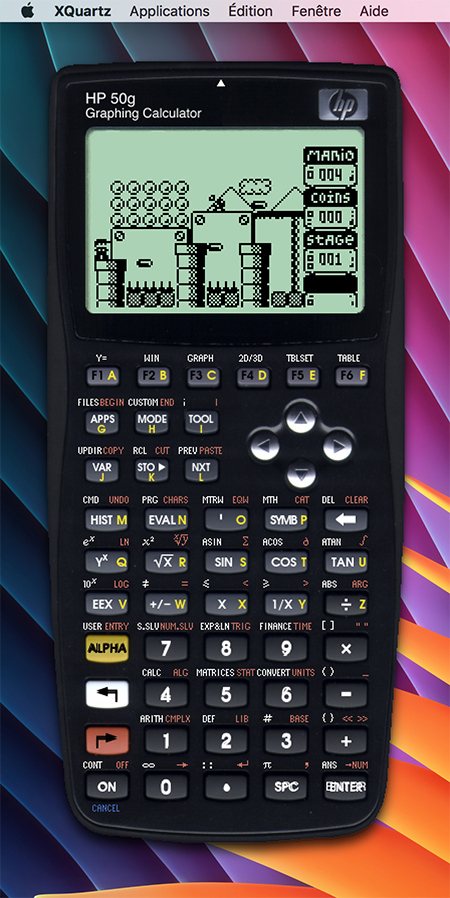 XQuartz Applications Édition Fenêtre Aide
HP 50g
Graphing Calculator
hp
MARIO
004
COINS
000
STAGE
001
Y= WIN GRAPH 2D/3D TBLSET TABLE
F1 A F2 B F3 C F4 D F5 E F6 F
FILES BEGIN CUSTOM END i I
APPS MODE TOOL
G H I
UPDIR COPY RCL CUT PREV PASTE
VAR STO▶ NXT
J K L
CMD UNDO PRG CHARS MTRW EQW MTH CAT DEL CLEAR
HIST M EVAL N ' O SYMB P ←
e^x LN x² ˣ√y ASIN Σ ACOS ∂ ATAN ∫
Y^X Q √X R SIN S COS T TAN U
10^X LOG ≠ = ≤ < ≥ > ABS ARG
EEX V +/− W X X 1/X Y ÷ Z
USER ENTRY S.SLV NUM.SLV EXP&LN TRIG FINANCE TIME [ ] " "
ALPHA 7 8 9 ×
CALC ALG MATRICES STAT CONVERT UNITS ( ) _
4 5 6 −
ARITH CMPLX DEF LIB # BASE { } << >>
1 2 3 +
CONT OFF ∞ → : : ↵ π , ANS →NUM
ON 0 • SPC ENTER
CANCEL